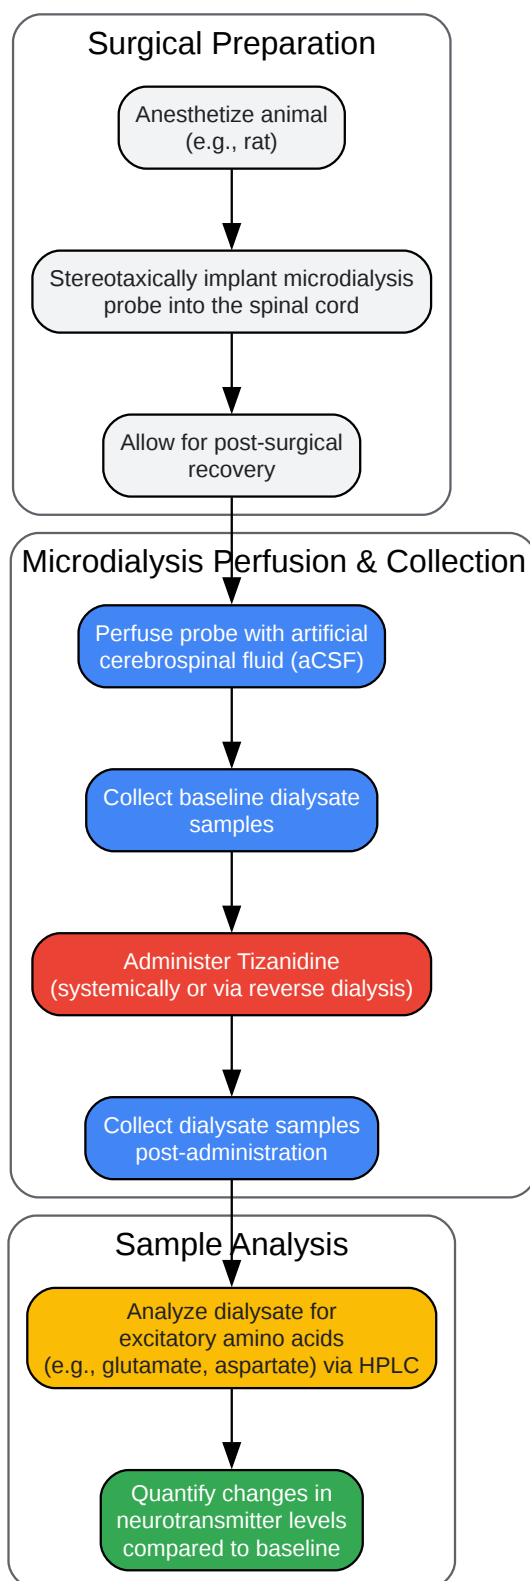 Surgical Preparation
Anesthetize animal
(e.g., rat)
Stereotaxically implant microdialysis
probe into the spinal cord
Allow for post-surgical
recovery
Microdialysis Perfusion & Collection
Perfuse probe with artificial
cerebrospinal fluid (aCSF)
Collect baseline dialysate
samples
Administer Tizanidine
(systemically or via reverse dialysis)
Collect dialysate samples
post-administration
Sample Analysis
Analyze dialysate for
excitatory amino acids
(e.g., glutamate, aspartate) via HPLC
Quantify changes in
neurotransmitter levels
compared to baseline